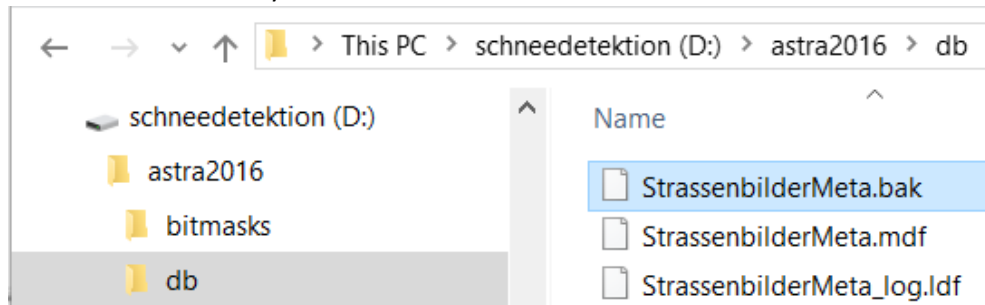 This PC > schneedetektion (D:) > astra2016 > db
schneedetektion (D:)
astra2016
bitmasks
db
Name
StrassenbilderMeta.bak
StrassenbilderMeta.mdf
StrassenbilderMeta_log.ldf